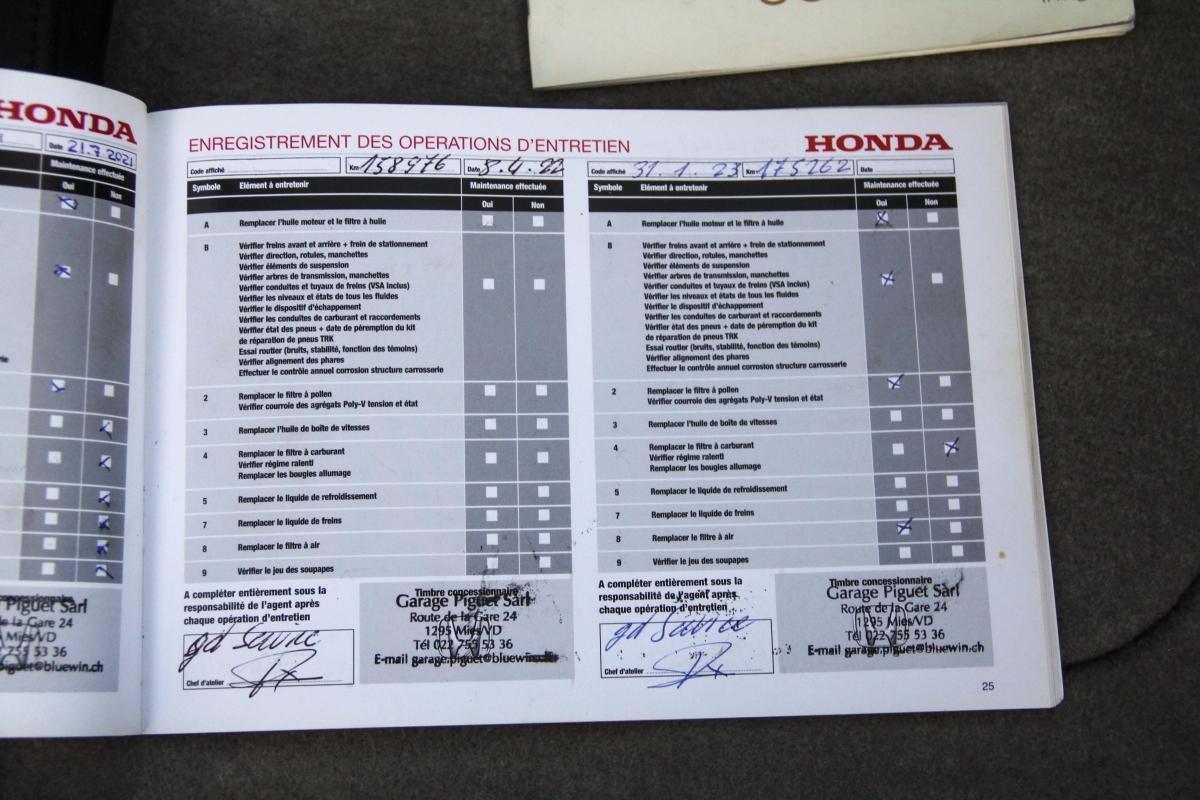 HONDA
Date 21.7.2021
Maintenance effectuée
Oui
Non
Piguet Sàrl
la Gare 24
Mies/VD
755 53 36
piguet@bluewin.ch
ENREGISTREMENT DES OPERATIONS D'ENTRETIEN
HONDA
Code affiché
Km 158976
Date 8.4.22
Symbole Elément à entretenir Maintenance effectuée
Oui Non
A Remplacer l'huile moteur et le filtre à huile
B Vérifier freins avant et arrière + frein de stationnement
Vérifier direction, rotules, manchettes
Vérifier éléments de suspension
Vérifier arbres de transmission, manchettes
Vérifier conduites et tuyaux de freins (VSA inclus)
Vérifier les niveaux et états de tous les fluides
Vérifier le dispositif d'échappement
Vérifier les conduites de carburant et raccordements
Vérifier état des pneus + date de péremption du kit
de réparation de pneus TRK
Essai routier (bruits, stabilité, fonction des témoins)
Vérifier alignement des phares
Effectuer le contrôle annuel corrosion structure carrosserie
2 Remplacer le filtre à pollen
Vérifier courroie des agrégats Poly-V tension et état
3 Remplacer l'huile de boîte de vitesses
4 Remplacer le filtre à carburant
Vérifier régime ralenti
Remplacer les bougies allumage
5 Remplacer le liquide de refroidissement
7 Remplacer le liquide de freins
8 Remplacer le filtre à air
9 Vérifier le jeu des soupapes
A compléter entièrement sous la
responsabilité de l'agent après
chaque opération d'entretien
gd Service
Chef d'atelier
Timbre concessionnaire
Garage Piguet Sàrl
Route de la Gare 24
1295 Mies/VD
Tél 022 755 53 36
E-mail garage.piguet@bluewin.ch
Code affiché 31.1.23
Km 175262
Date
Symbole Elément à entretenir Maintenance effectuée
Oui Non
A Remplacer l'huile moteur et le filtre à huile
B Vérifier freins avant et arrière + frein de stationnement
Vérifier direction, rotules, manchettes
Vérifier éléments de suspension
Vérifier arbres de transmission, manchettes
Vérifier conduites et tuyaux de freins (VSA inclus)
Vérifier les niveaux et états de tous les fluides
Vérifier le dispositif d'échappement
Vérifier les conduites de carburant et raccordements
Vérifier état des pneus + date de péremption du kit
de réparation de pneus TRK
Essai routier (bruits, stabilité, fonction des témoins)
Vérifier alignement des phares
Effectuer le contrôle annuel corrosion structure carrosserie
2 Remplacer le filtre à pollen
Vérifier courroie des agrégats Poly-V tension et état
3 Remplacer l'huile de boîte de vitesses
4 Remplacer le filtre à carburant
Vérifier régime ralenti
Remplacer les bougies allumage
5 Remplacer le liquide de refroidissement
7 Remplacer le liquide de freins
8 Remplacer le filtre à air
9 Vérifier le jeu des soupapes
A compléter entièrement sous la
responsabilité de l'agent après
chaque opération d'entretien
gd Service
Chef d'atelier
Timbre concessionnaire
Garage Piguet Sàrl
Route de la Gare 24
1295 Mies/VD
Tél 022 755 53 36
E-mail garage.piguet@bluewin.ch
25